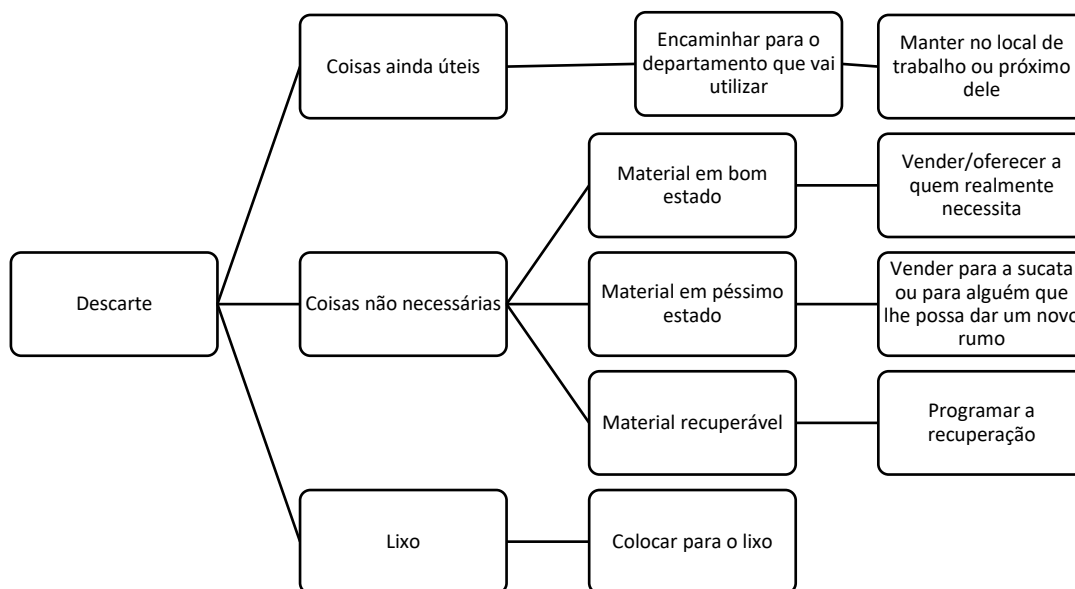 Descarte
Coisas ainda úteis
Encaminhar para o
departamento que vai
utilizar
Manter no local de
trabalho ou próximo
dele
Coisas não necessárias
Material em bom
estado
Vender/oferecer a
quem realmente
necessita
Material em péssimo
estado
Vender para a sucata
ou para alguém que
lhe possa dar um novo
rumo
Material recuperável
Programar a
recuperação
Lixo
Colocar para o lixo